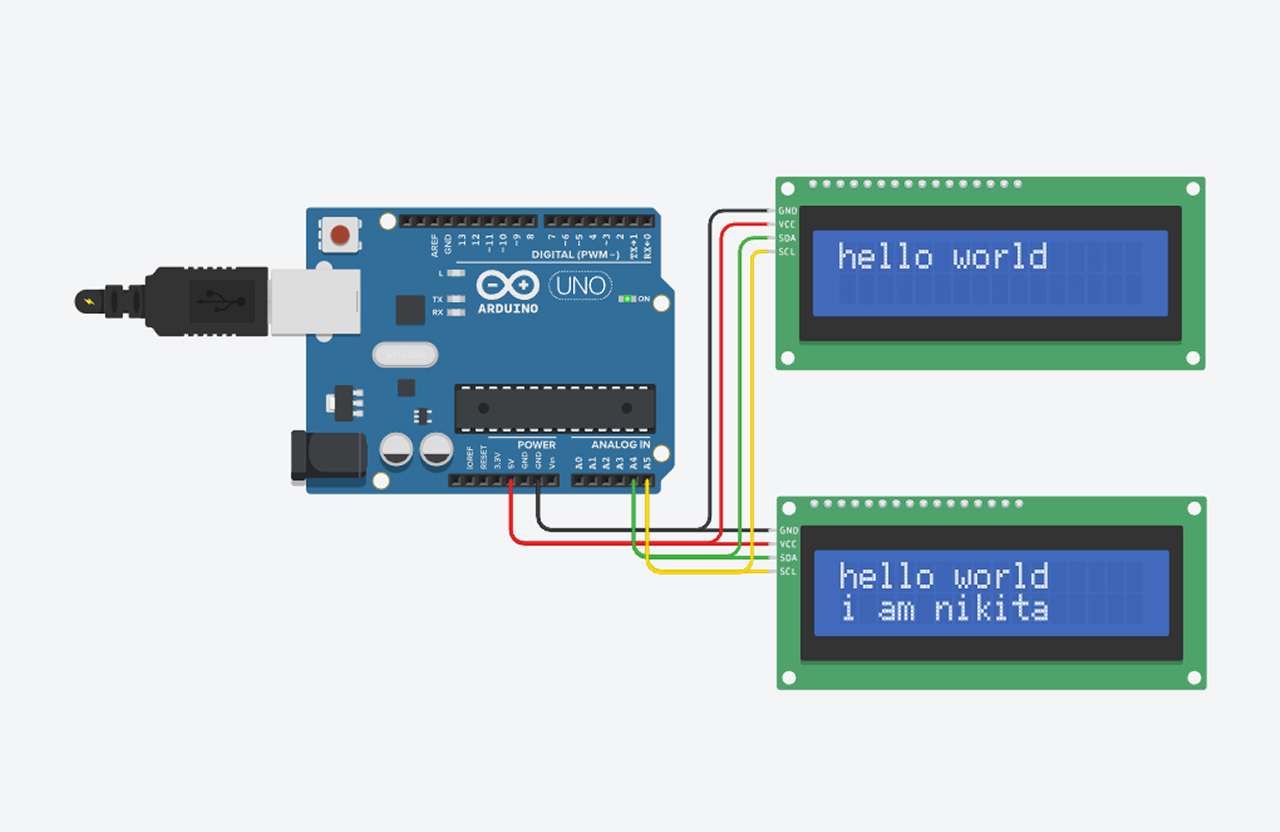 GND
VCC
SDA
SCL
hello world
AREF
GND
13
12
~11
~10
~9
8
7
~6
~5
4
~3
2
TX→1
RX←0
DIGITAL (PWM~)
L
TX
RX
ARDUINO
UNO
ON
POWER
ANALOG IN
IOREF
RESET
3.3V
5V
GND
GND
Vin
A0
A1
A2
A3
A4
A5
GND
VCC
SDA
SCL
hello world
i am nikita